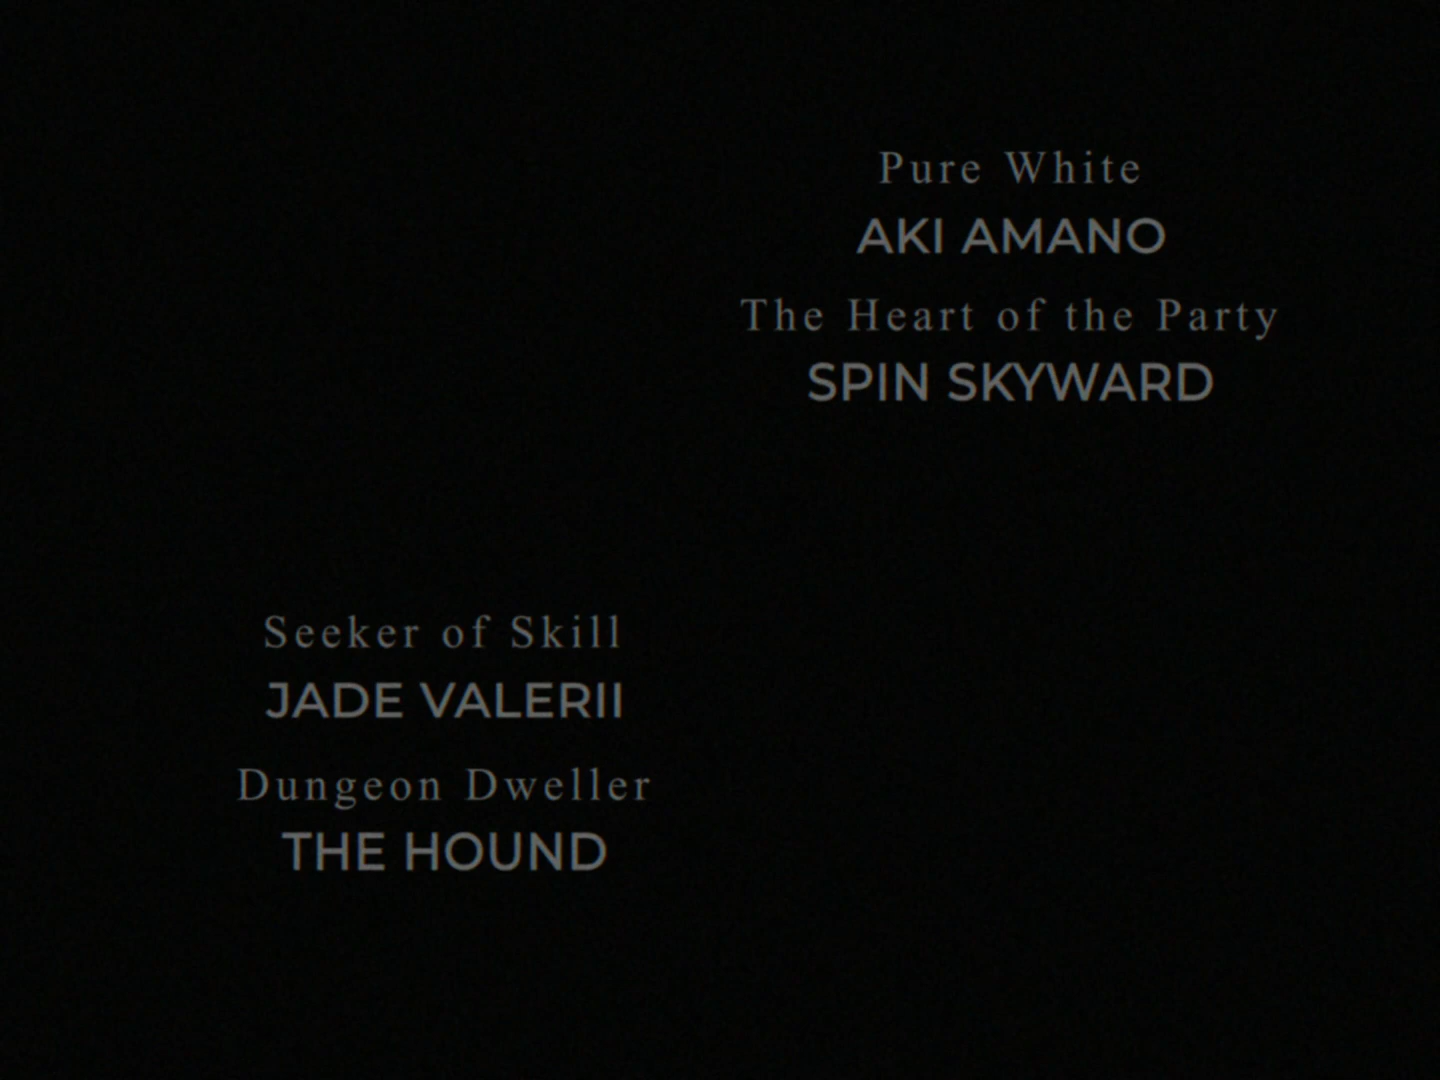 Pure White
AKI AMANO
The Heart of the Party
SPIN SKYWARD
Seeker of Skill
JADE VALERII
Dungeon Dweller
THE HOUND